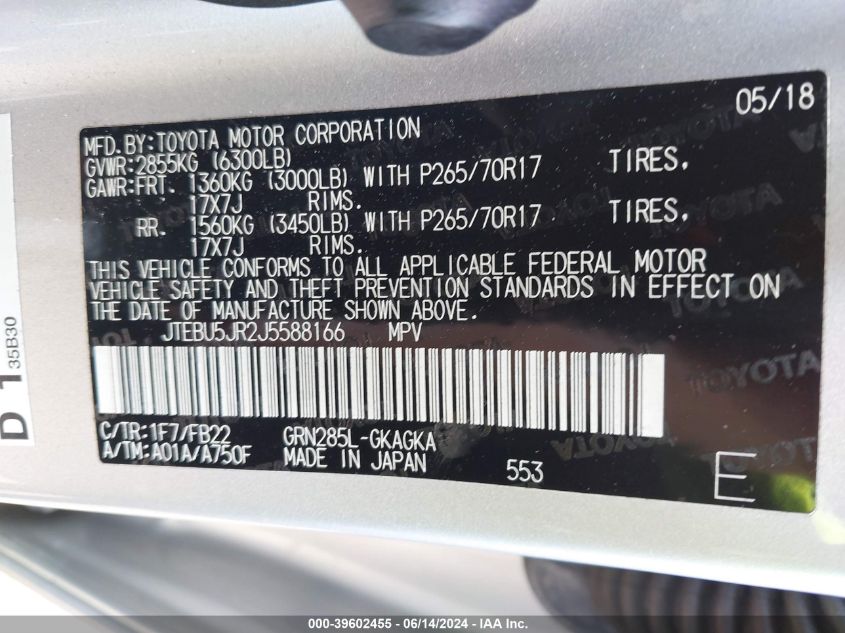 05/18
MFD.BY:TOYOTA MOTOR CORPORATION
GVWR:2855KG (6300LB)
GAWR:FRT. 1360KG (3000LB) WITH P265/70R17 TIRES,
17X7J RIMS.
RR. 1560KG (3450LB) WITH P265/70R17 TIRES,
17X7J RIMS.
THIS VEHICLE CONFORMS TO ALL APPLICABLE FEDERAL MOTOR
VEHICLE SAFETY AND THEFT PREVENTION STANDARDS IN EFFECT ON
THE DATE OF MANUFACTURE SHOWN ABOVE.
JTEBU5JR2J5588166 MPV
C/TR:1F7/FB22 GRN285L-GKAGKA
A/TM:A01A/A750F MADE IN JAPAN 553
E
D 1
35B30
TOYOTA
000-39602455 - 06/14/2024 - IAA Inc.